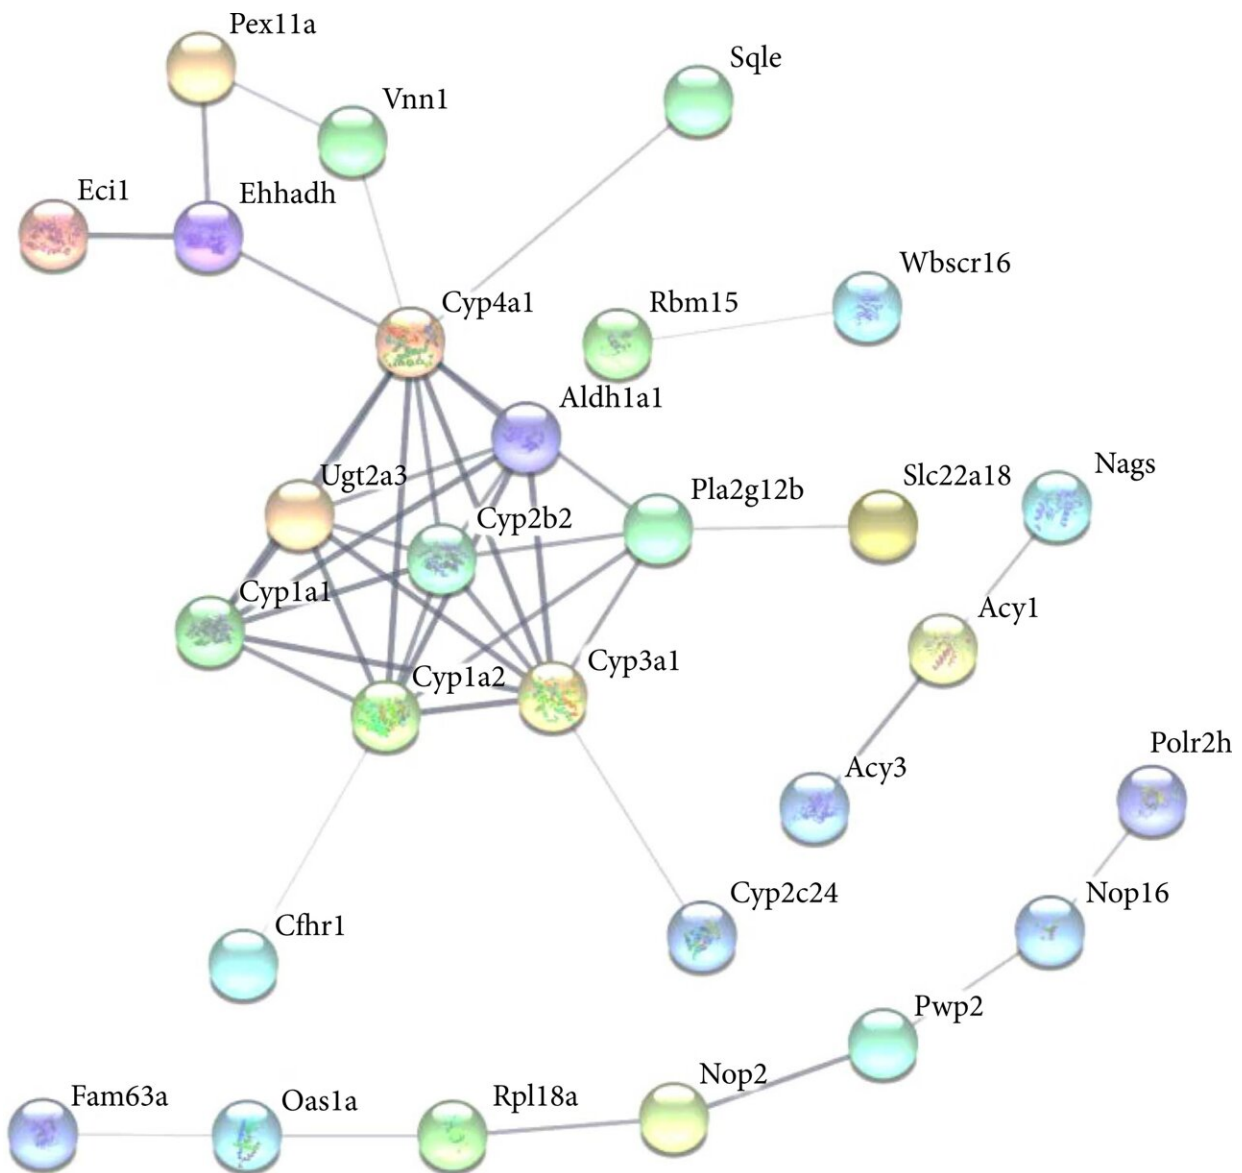 Pex11a
Sqle
Vnn1
Eci1
Ehhadh
Wbscr16
Cyp4a1
Rbm15
Aldh1a1
Ugt2a3
Pla2g12b
Slc22a18
Nags
Cyp2b2
Cyp1a1
Acy1
Cyp1a2
Cyp3a1
Polr2h
Acy3
Cyp2c24
Nop16
Cfhr1
Pwp2
Nop2
Fam63a
Oas1a
Rpl18a